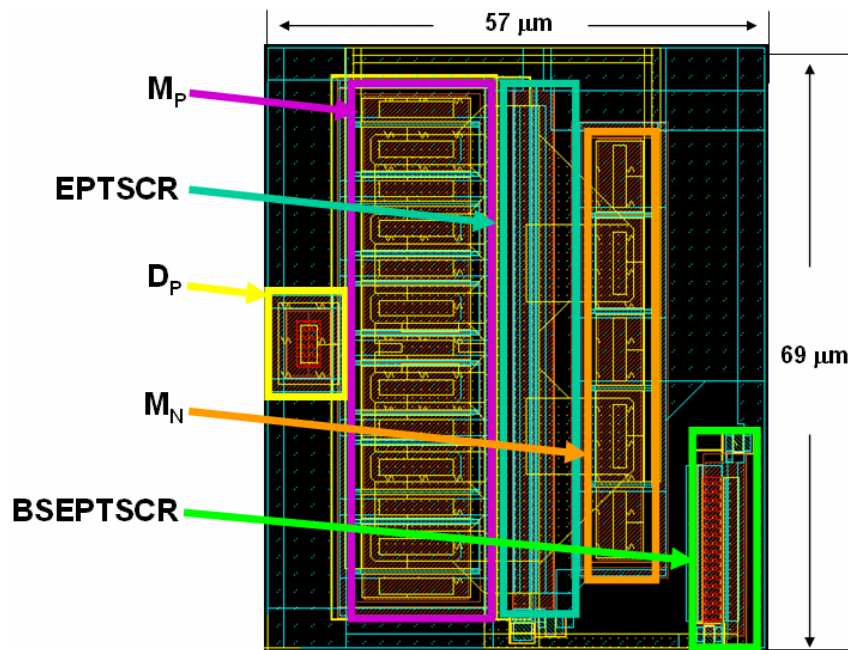 57 μm
M_P
EPTSCR
D_P
69 μm
M_N
BSEPTSCR